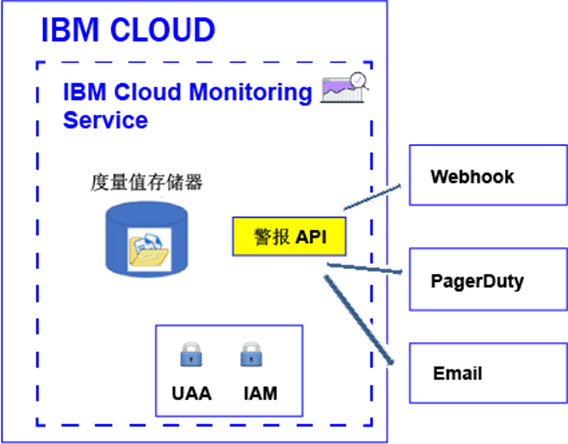 IBM CLOUD
IBM Cloud Monitoring
Service
度量值存储器
警报 API
Webhook
PagerDuty
Email
UAA IAM